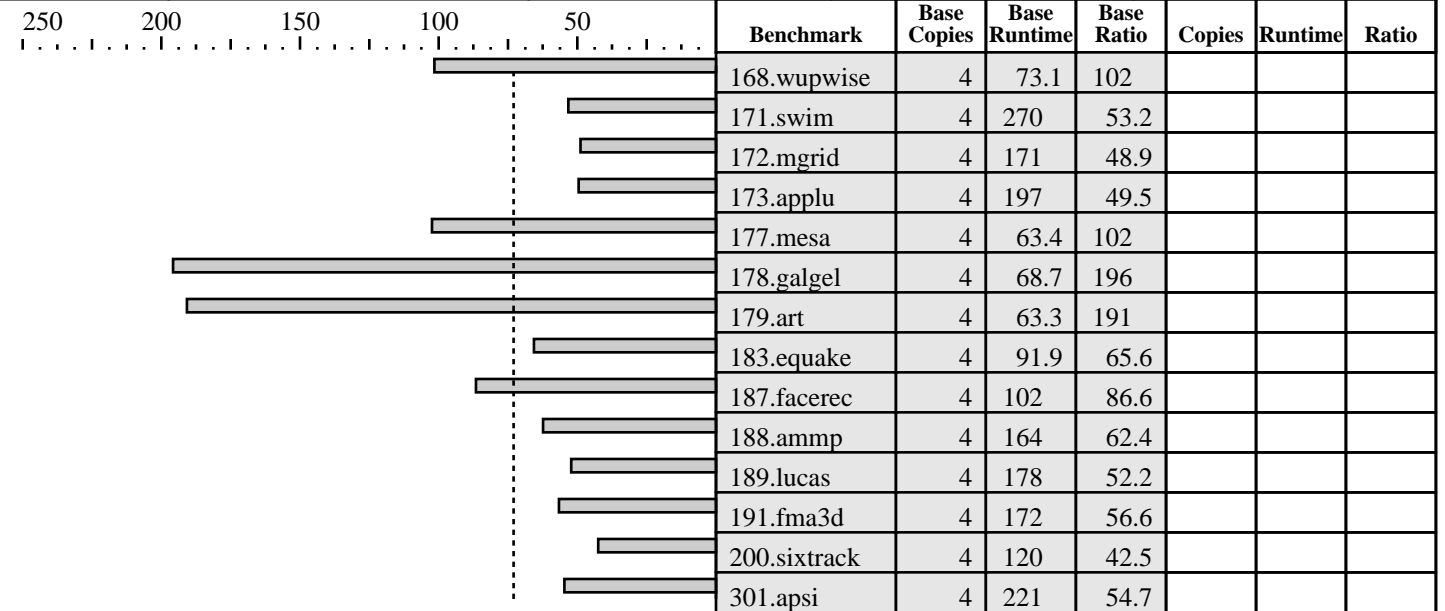 250 200 150 100 50
Benchmark Base Copies Base Runtime Base Ratio Copies Runtime Ratio
168.wupwise 4 73.1 102
171.swim 4 270 53.2
172.mgrid 4 171 48.9
173.applu 4 197 49.5
177.mesa 4 63.4 102
178.galgel 4 68.7 196
179.art 4 63.3 191
183.equake 4 91.9 65.6
187.facerec 4 102 86.6
188.ammp 4 164 62.4
189.lucas 4 178 52.2
191.fma3d 4 172 56.6
200.sixtrack 4 120 42.5
301.apsi 4 221 54.7